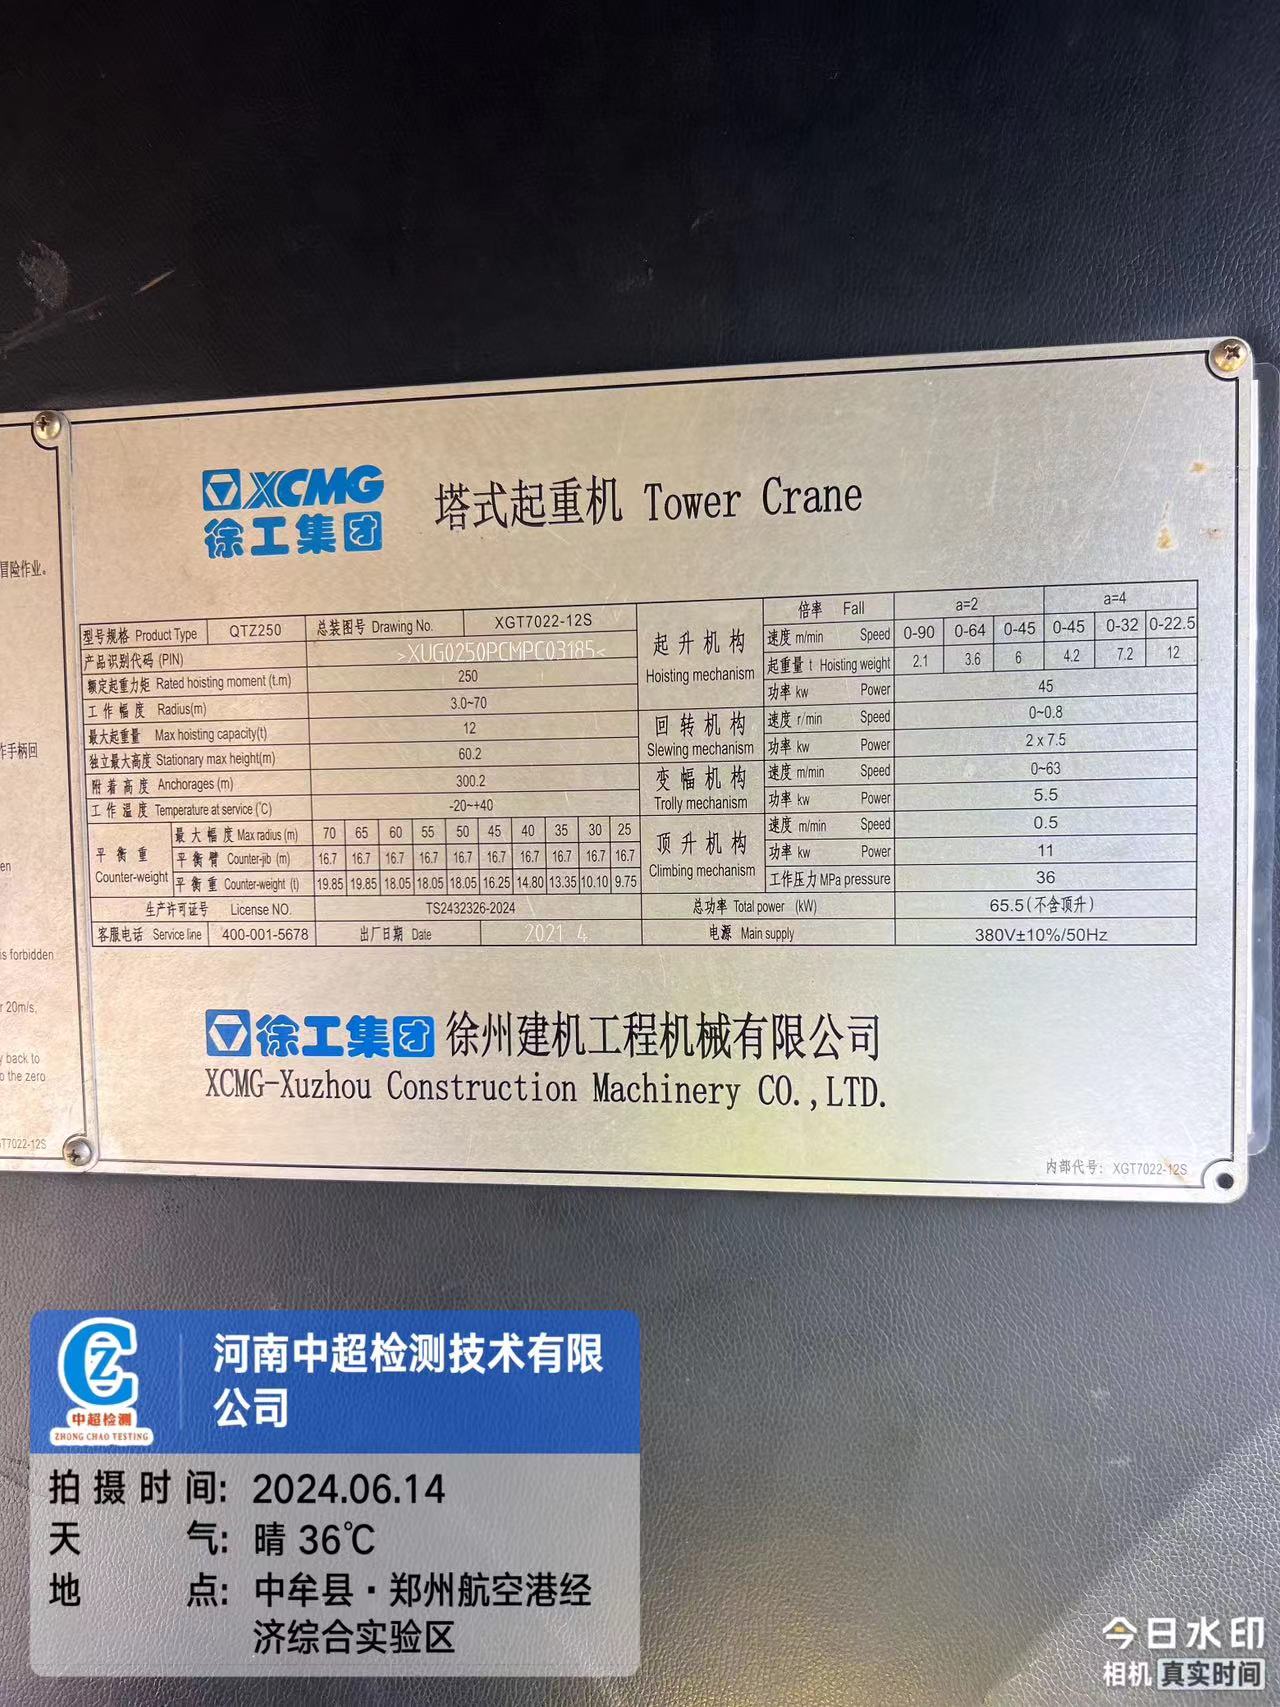 冒险作业。
作手柄回
en
is forbidden
r 20m/s,
y back to
o the zero
GT7022-12S
XCMG
徐工集团
塔式起重机 Tower Crane
型号规格 Product Type QTZ250 总装图号 Drawing No. XGT7022-12S
产品识别代码 (PIN) >XUG0250PCMPC03185<
额定起重力矩 Rated hoisting moment (t.m) 250
工作幅度 Radius(m) 3.0~70
最大起重量 Max hoisting capacity(t) 12
独立最大高度 Stationary max height(m) 60.2
附着高度 Anchorages (m) 300.2
工作温度 Temperature at service (℃) -20~+40
平衡重 Counter-weight
最大幅度 Max radius (m) 70 65 60 55 50 45 40 35 30 25
平衡臂 Counter-jib (m) 16.7 16.7 16.7 16.7 16.7 16.7 16.7 16.7 16.7 16.7
平衡重 Counter-weight (t) 19.85 19.85 18.05 18.05 18.05 16.25 14.80 13.35 10.10 9.75
生产许可证号 License NO. TS2432326-2024
客服电话 Service line 400-001-5678 出厂日期 Date 2021 4
起升机构 Hoisting mechanism
倍率 Fall a=2 a=4
速度 m/min Speed 0-90 0-64 0-45 0-45 0-32 0-22.5
起重量 t Hoisting weight 2.1 3.6 6 4.2 7.2 12
功率 kw Power 45
回转机构 Slewing mechanism
速度 r/min Speed 0~0.8
功率 kw Power 2 x 7.5
变幅机构 Trolly mechanism
速度 m/min Speed 0~63
功率 kw Power 5.5
顶升机构 Climbing mechanism
速度 m/min Speed 0.5
功率 kw Power 11
工作压力 MPa pressure 36
总功率 Total power (kW) 65.5(不含顶升)
电源 Main supply 380V±10%/50Hz
徐工集团 徐州建机工程机械有限公司
XCMG-Xuzhou Construction Machinery CO.,LTD.
内部代号: XGT7022-12S
中超检测
ZHONG CHAO TESTING
河南中超检测技术有限
公司
拍摄时间: 2024.06.14
天气: 晴 36℃
地点: 中牟县·郑州航空港经
济综合实验区
今日水印
相机 真实时间